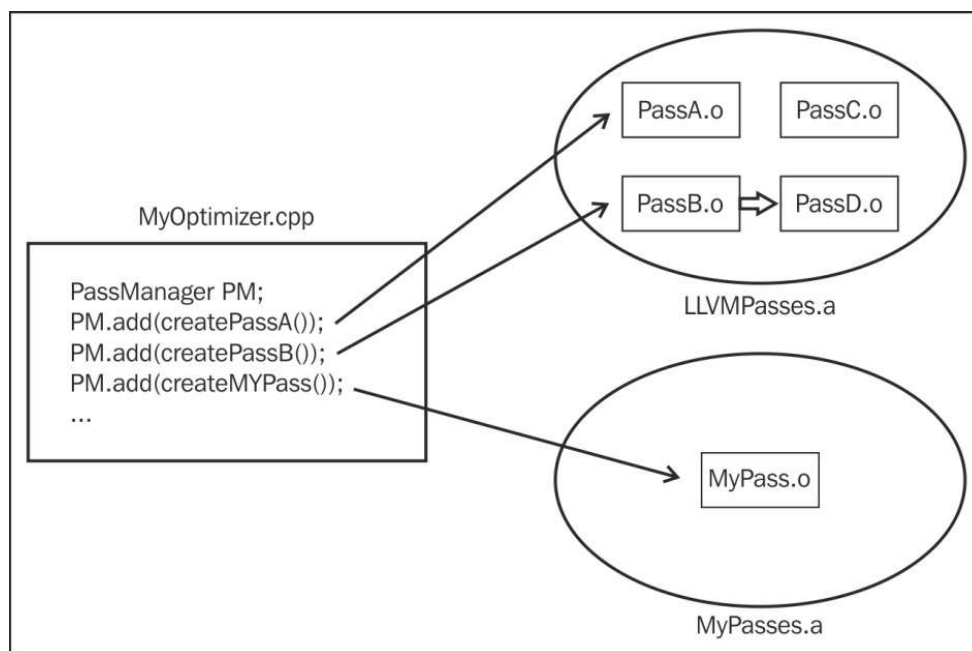 MyOptimizer.cpp
PassManager PM;
PM.add(createPassA());
PM.add(createPassB());
PM.add(createMYPass());
...
PassA.o
PassC.o
PassB.o
PassD.o
LLVMPasses.a
MyPass.o
MyPasses.a